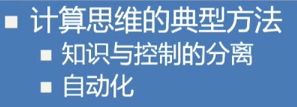 计算思维的典型方法
知识与控制的分离
自动化